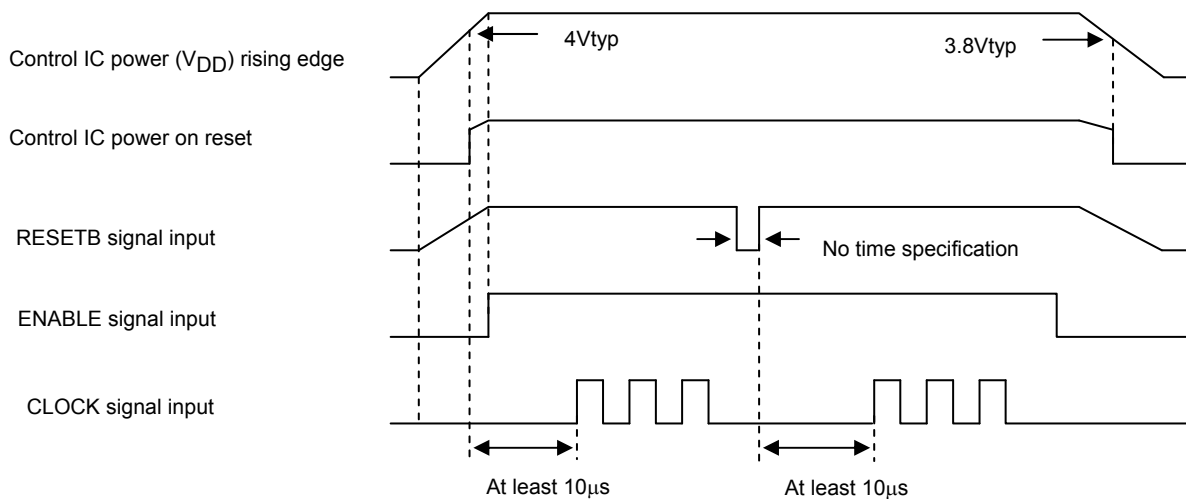 4Vtyp
3.8Vtyp
Control IC power (VDD) rising edge
Control IC power on reset
RESETB signal input
No time specification
ENABLE signal input
CLOCK signal input
At least 10μs
At least 10μs